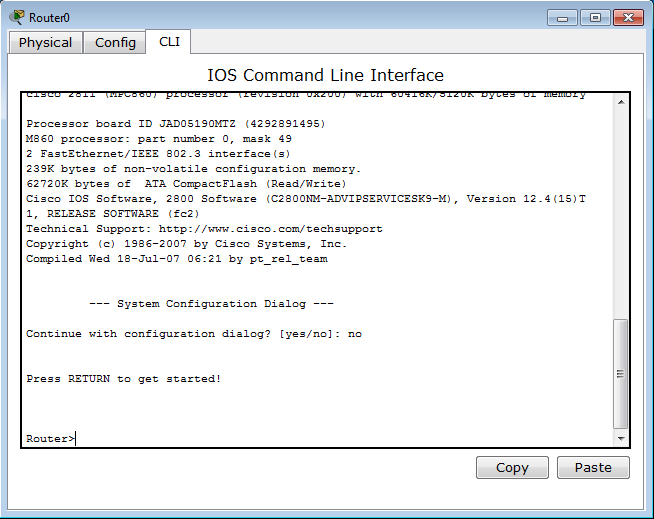 Router0
Physical Config CLI
IOS Command Line Interface
cisco 2811 (MPC860) processor (revision 0x200) with 60416K/5120K bytes of memory
Processor board ID JAD05190MTZ (4292891495)
M860 processor: part number 0, mask 49
2 FastEthernet/IEEE 802.3 interface(s)
239K bytes of non-volatile configuration memory.
62720K bytes of  ATA CompactFlash (Read/Write)
Cisco IOS Software, 2800 Software (C2800NM-ADVIPSERVICESK9-M), Version 12.4(15)T
1, RELEASE SOFTWARE (fc2)
Technical Support: http://www.cisco.com/techsupport
Copyright (c) 1986-2007 by Cisco Systems, Inc.
Compiled Wed 18-Jul-07 06:21 by pt_rel_team
--- System Configuration Dialog ---
Continue with configuration dialog? [yes/no]: no
Press RETURN to get started!
Router>
Copy Paste